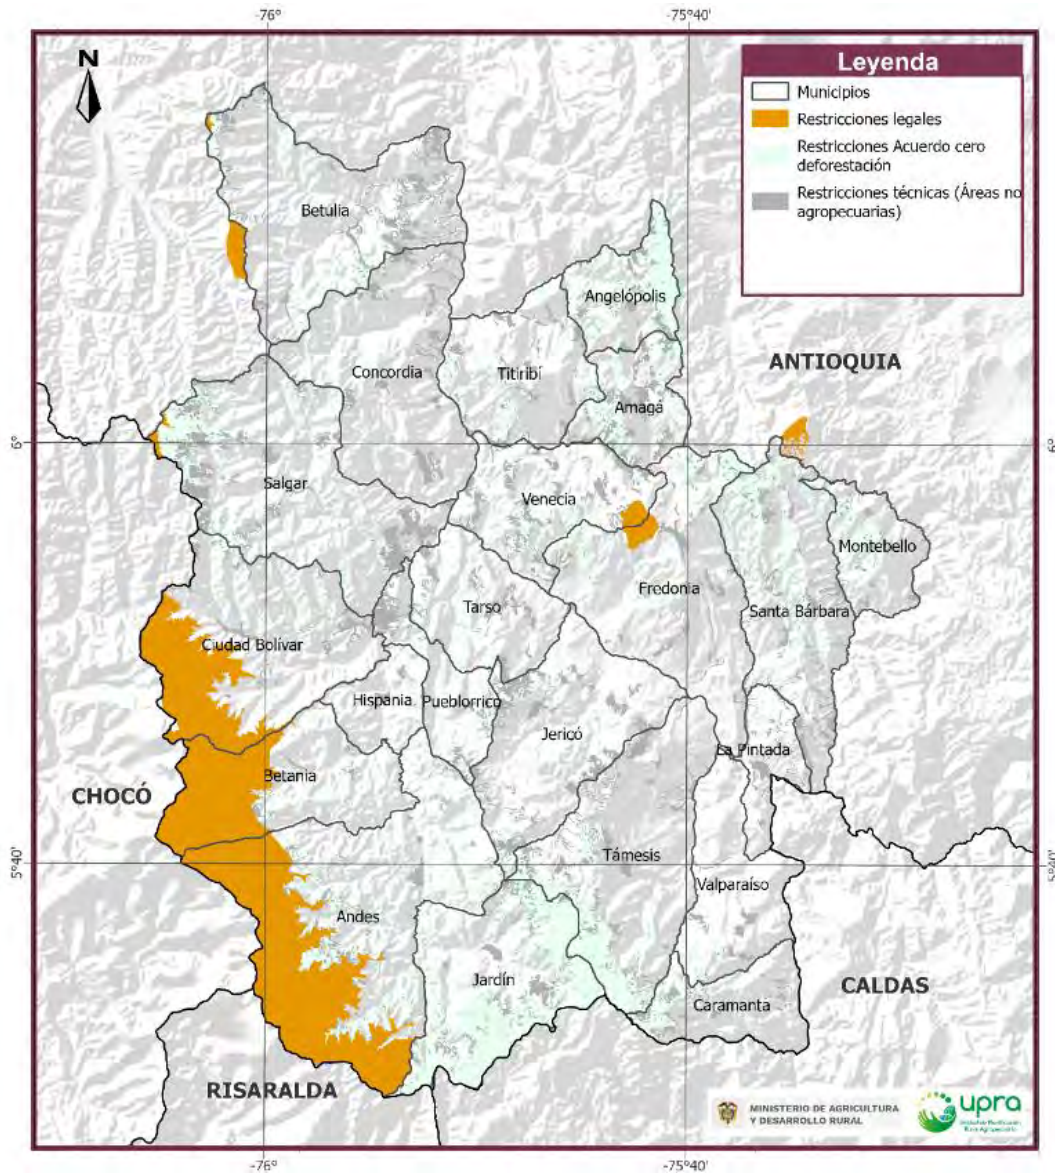 -76°
-75°40'
N
Leyenda
Municipios
Restricciones legales
Restricciones Acuerdo cero
deforestación
Restricciones técnicas (Áreas no
agropecuarias)
Betulia
Angelópolis
ANTIOQUIA
Concordia
Titiribí
Amagá
6°
6°
Salgar
Venecia
Montebello
Fredonia
Tarso
Santa Bárbara
Ciudad Bolívar
Hispania
Pueblorrico
Jericó
La Pintada
Betania
CHOCÓ
5°40'
5°40'
Támesis
Valparaíso
Andes
Jardín
CALDAS
Caramanta
RISARALDA
MINISTERIO DE AGRICULTURA
Y DESARROLLO RURAL
upra
-76°
-75°40'